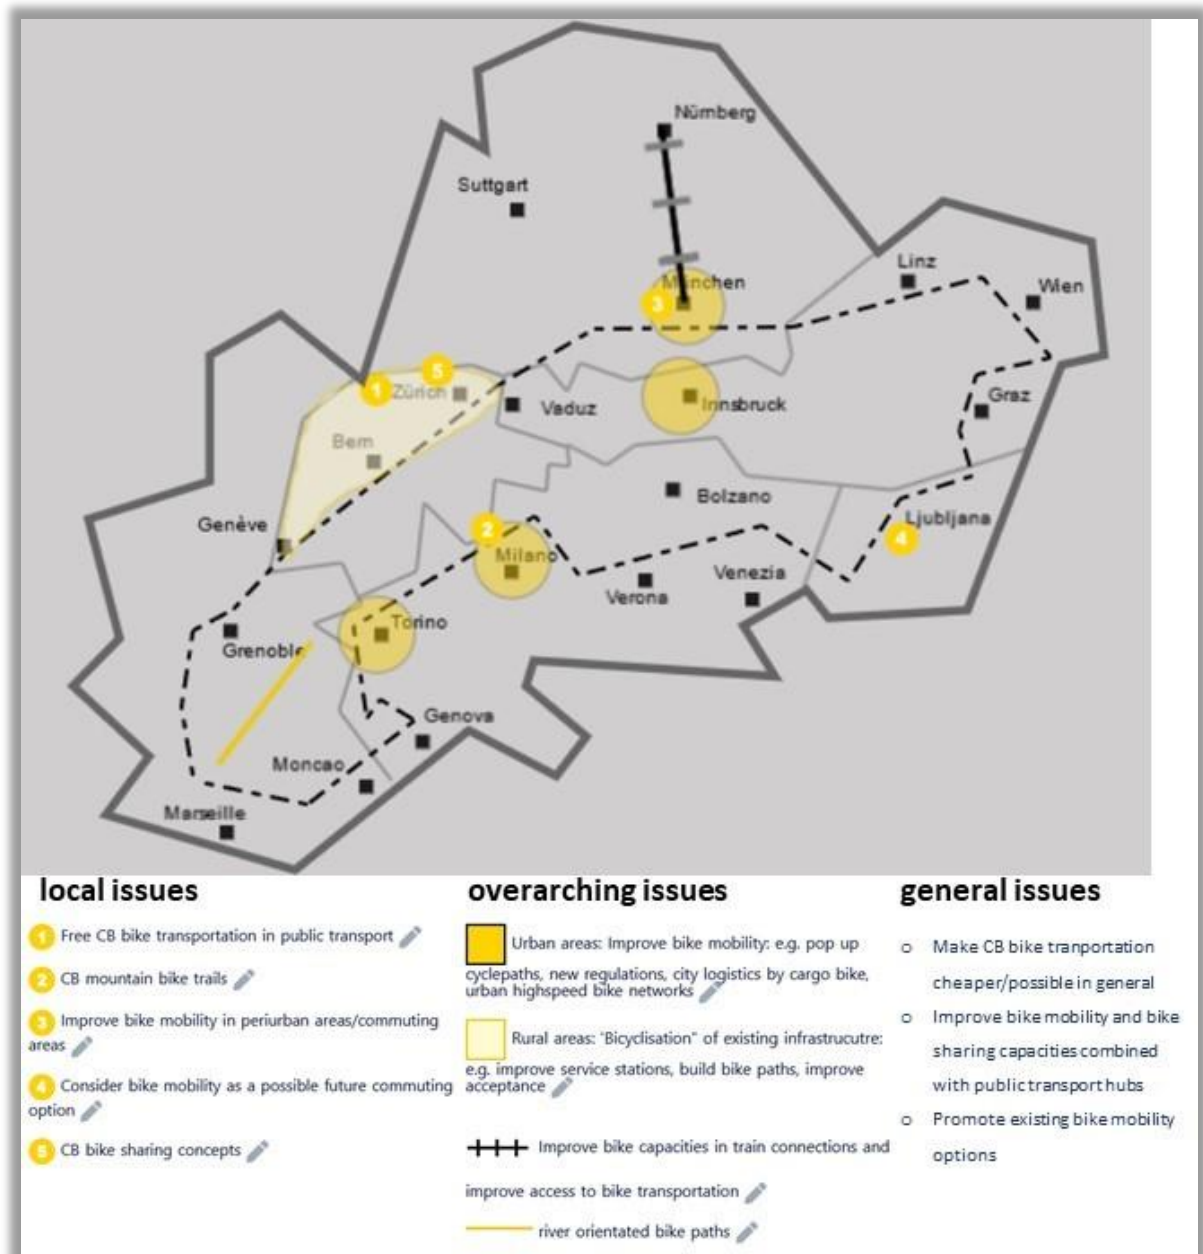 Nürnberg
Suttgart
München
3
Linz
Wien
5
1
Zürich
Vaduz
Innsbruck
Graz
Bern
Bolzano
Genève
2
Milano
Ljubljana
4
Venezia
Verona
Torino
Grenoble
Genova
Moncao
Marseille
local issues
1 Free CB bike transportation in public transport
2 CB mountain bike trails
3 Improve bike mobility in periurban areas/commuting
areas
4 Consider bike mobility as a possible future commuting
option
5 CB bike sharing concepts
overarching issues
Urban areas: Improve bike mobility: e.g. pop up
cyclepaths, new regulations, city logistics by cargo bike,
urban highspeed bike networks
Rural areas: "Bicyclisation" of existing infrastrucutre:
e.g. improve service stations, build bike paths, improve
acceptance
Improve bike capacities in train connections and
improve access to bike transportation
river orientated bike paths
general issues
o Make CB bike tranportation
cheaper/possible in general
o Improve bike mobility and bike
sharing capacities combined
with public transport hubs
o Promote existing bike mobility
options